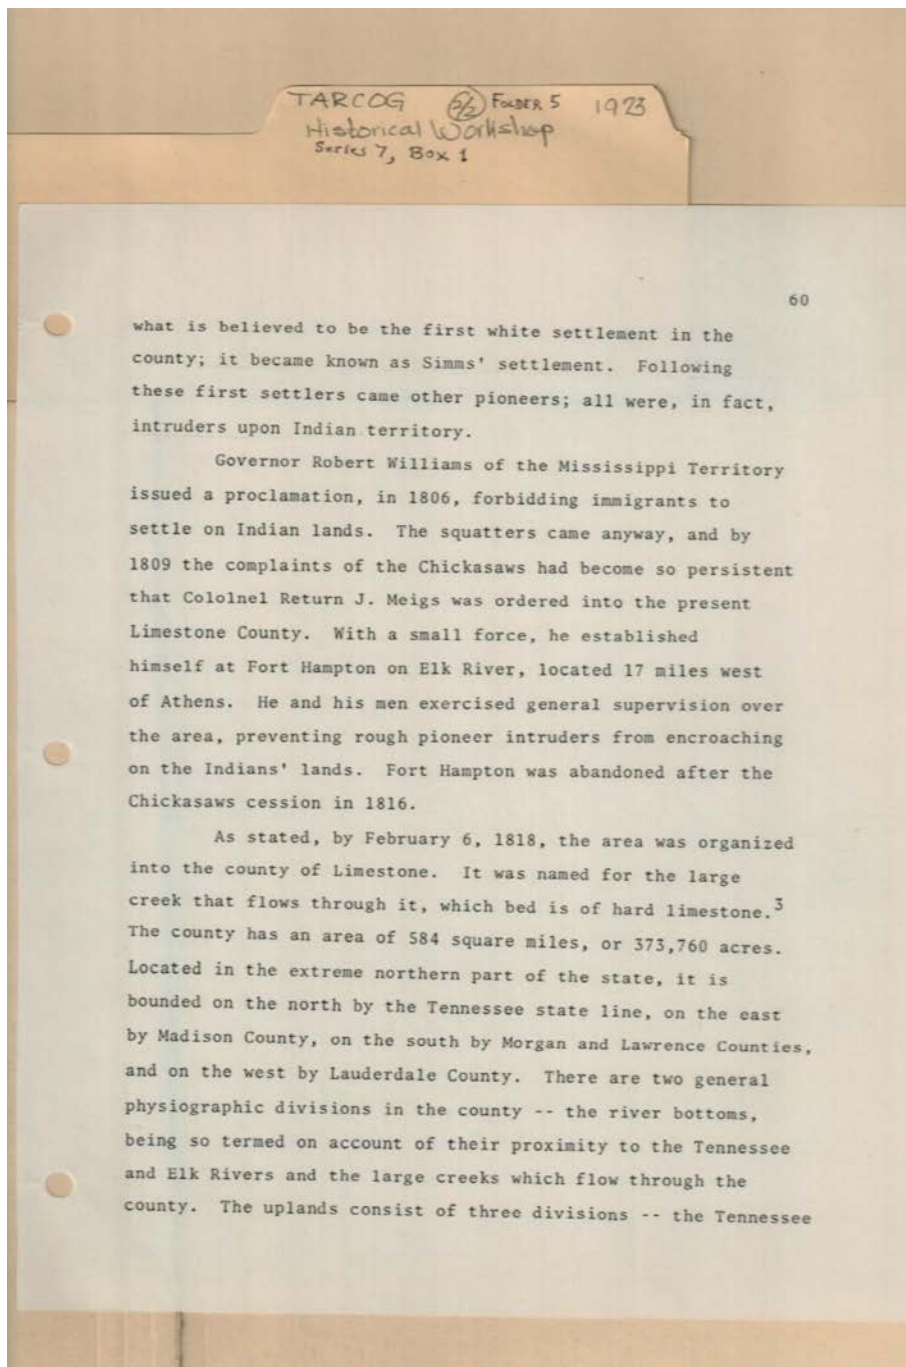 TARCOG 2/2 FOLDER 5 1973
Historical Workshop
Series 7, Box 1
60
what is believed to be the first white settlement in the
county; it became known as Simms' settlement. Following
these first settlers came other pioneers; all were, in fact,
intruders upon Indian territory.
Governor Robert Williams of the Mississippi Territory
issued a proclamation, in 1806, forbidding immigrants to
settle on Indian lands. The squatters came anyway, and by
1809 the complaints of the Chickasaws had become so persistent
that Cololnel Return J. Meigs was ordered into the present
Limestone County. With a small force, he established
himself at Fort Hampton on Elk River, located 17 miles west
of Athens. He and his men exercised general supervision over
the area, preventing rough pioneer intruders from encroaching
on the Indians' lands. Fort Hampton was abandoned after the
Chickasaws cession in 1816.
As stated, by February 6, 1818, the area was organized
into the county of Limestone. It was named for the large
creek that flows through it, which bed is of hard limestone.3
The county has an area of 584 square miles, or 373,760 acres.
Located in the extreme northern part of the state, it is
bounded on the north by the Tennessee state line, on the east
by Madison County, on the south by Morgan and Lawrence Counties,
and on the west by Lauderdale County. There are two general
physiographic divisions in the county -- the river bottoms,
being so termed on account of their proximity to the Tennessee
and Elk Rivers and the large creeks which flow through the
county. The uplands consist of three divisions -- the Tennessee